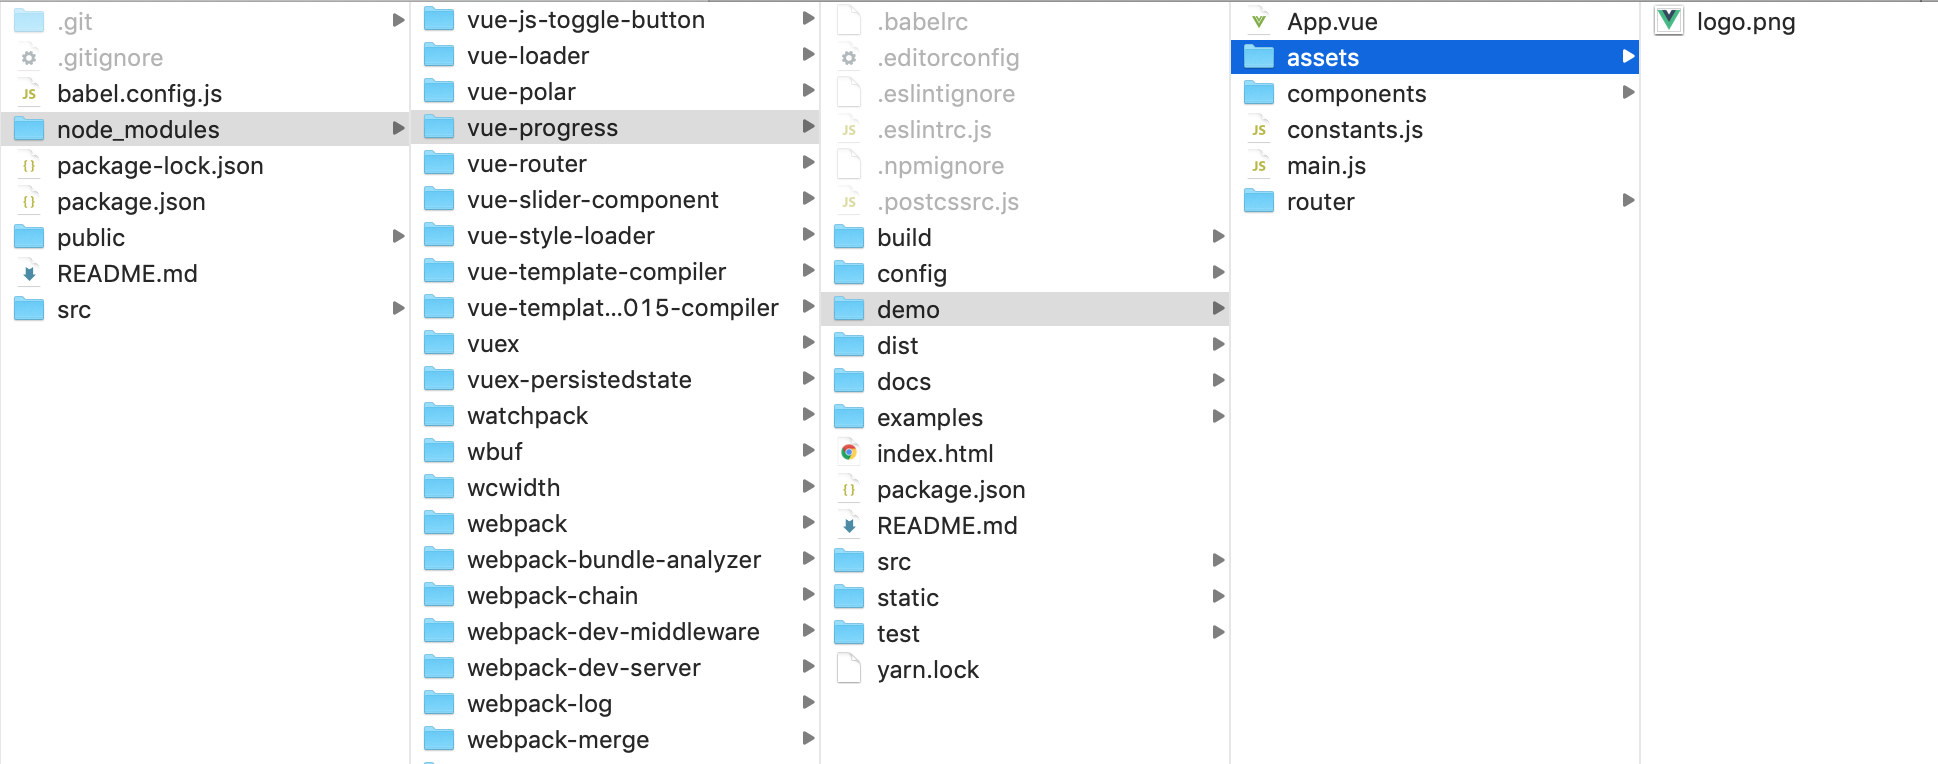 .git
.gitignore
babel.config.js
node_modules
package-lock.json
package.json
public
README.md
src
vue-js-toggle-button
vue-loader
vue-polar
vue-progress
vue-router
vue-slider-component
vue-style-loader
vue-template-compiler
vue-templat...015-compiler
vuex
vuex-persistedstate
watchpack
wbuf
wcwidth
webpack
webpack-bundle-analyzer
webpack-chain
webpack-dev-middleware
webpack-dev-server
webpack-log
webpack-merge
.babelrc
.editorconfig
.eslintignore
.eslintrc.js
.npmignore
.postcssrc.js
build
config
demo
dist
docs
examples
index.html
package.json
README.md
src
static
test
yarn.lock
App.vue
assets
components
constants.js
main.js
router
logo.png